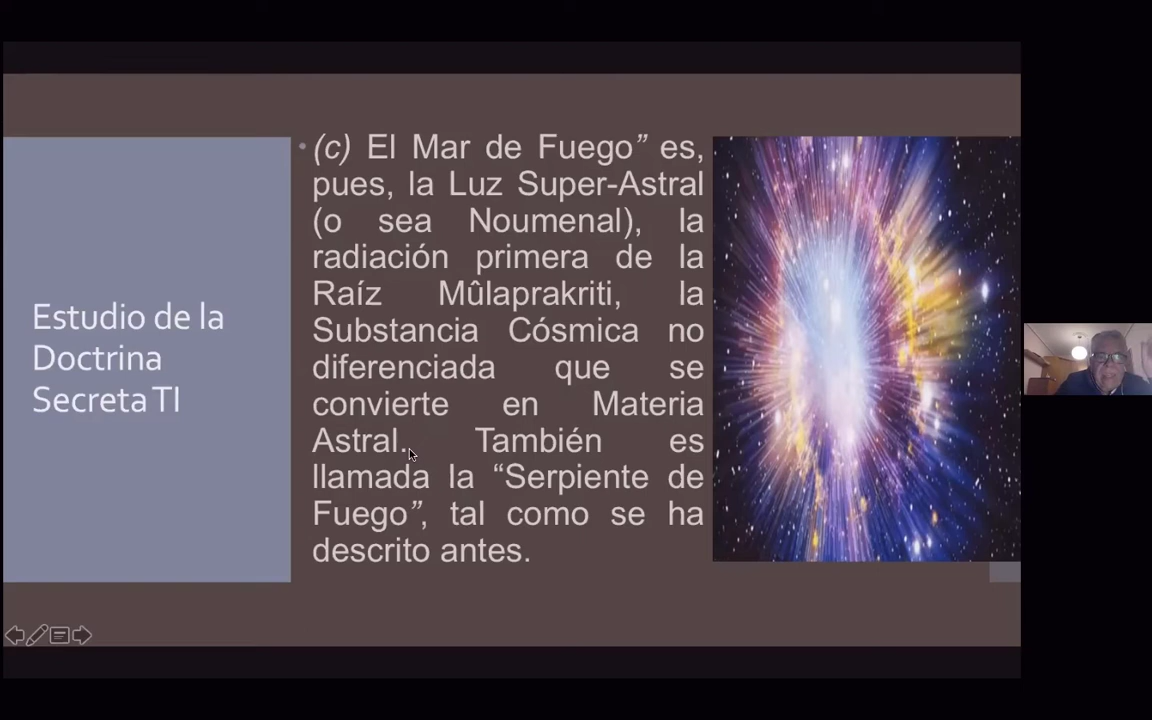 Estudio de la
Doctrina
Secreta TI
• (c) El Mar de Fuego” es,
pues, la Luz Super-Astral
(o sea Noumenal), la
radiación primera de la
Raíz Mûlaprakriti, la
Substancia Cósmica no
diferenciada que se
convierte en Materia
Astral. También es
llamada la “Serpiente de
Fuego”, tal como se ha
descrito antes.